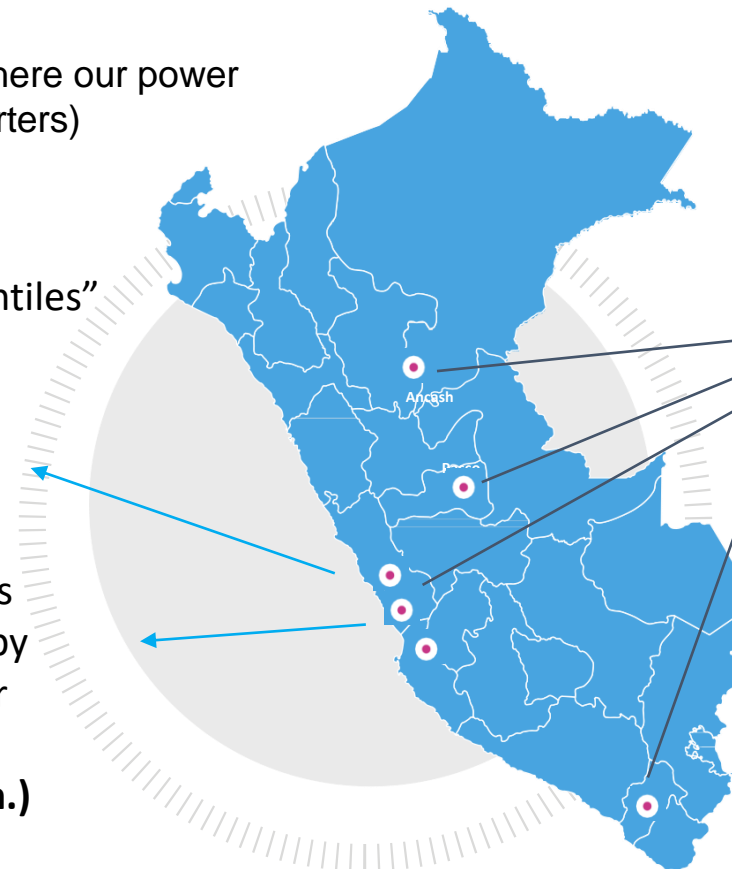 here our power
rters)
ntiles”
Ancash
s
by
r
n.)